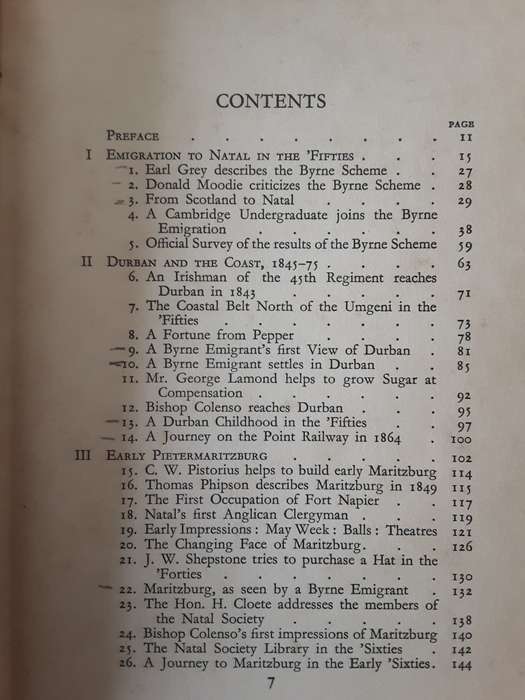 CONTENTS
PAGE
PREFACE . . . . . . . . 11
I EMIGRATION TO NATAL IN THE 'FIFTIES . . . 15
1. Earl Grey describes the Byrne Scheme . . 27
2. Donald Moodie criticizes the Byrne Scheme . 28
3. From Scotland to Natal . . . . 29
4. A Cambridge Undergraduate joins the Byrne
Emigration . . . . . 38
5. Official Survey of the results of the Byrne Scheme 59
II DURBAN AND THE COAST, 1845–75 . . . . 63
6. An Irishman of the 45th Regiment reaches
Durban in 1843 . . . . . 71
7. The Coastal Belt North of the Umgeni in the
'Fifties . . . . . . 73
8. A Fortune from Pepper . . . . 78
9. A Byrne Emigrant's first View of Durban . 81
10. A Byrne Emigrant settles in Durban . . 85
11. Mr. George Lamond helps to grow Sugar at
Compensation . . . . . 92
12. Bishop Colenso reaches Durban . . . 95
13. A Durban Childhood in the 'Fifties . . 97
14. A Journey on the Point Railway in 1864 . 100
III EARLY PIETERMARITZBURG . . . . . 102
15. C. W. Pistorius helps to build early Maritzburg 114
16. Thomas Phipson describes Maritzburg in 1849 115
17. The First Occupation of Fort Napier . . 117
18. Natal's first Anglican Clergyman . . . 119
19. Early Impressions: May Week: Balls: Theatres 121
20. The Changing Face of Maritzburg. . . 126
21. J. W. Shepstone tries to purchase a Hat in the
'Forties . . . . . . 130
22. Maritzburg, as seen by a Byrne Emigrant . 132
23. The Hon. H. Cloete addresses the members of
the Natal Society . . . . . 138
24. Bishop Colenso's first impressions of Maritzburg 140
25. The Natal Society Library in the 'Sixties . 142
26. A Journey to Maritzburg in the Early 'Sixties. 144
7